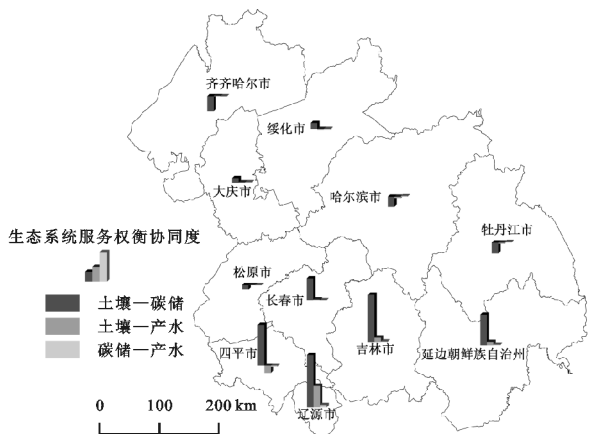 齐齐哈尔市
绥化市
大庆市
哈尔滨市
牡丹江市
生态系统服务权衡协同度
松原市
长春市
土壤—碳储
土壤—产水
碳储—产水
四平市
吉林市
延边朝鲜族自治州
辽源市
0 100 200 km